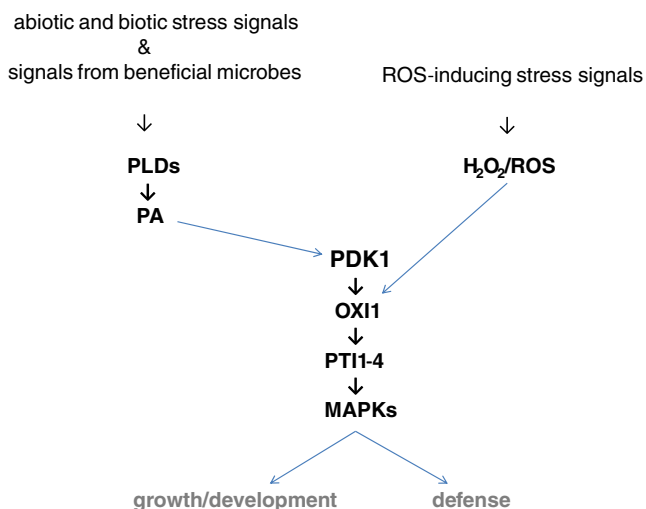 abiotic and biotic stress signals
&
signals from beneficial microbes
ROS-inducing stress signals
PLDs
H₂O₂/ROS
PA
PDK1
OXI1
PTI1-4
MAPKs
growth/development
defense